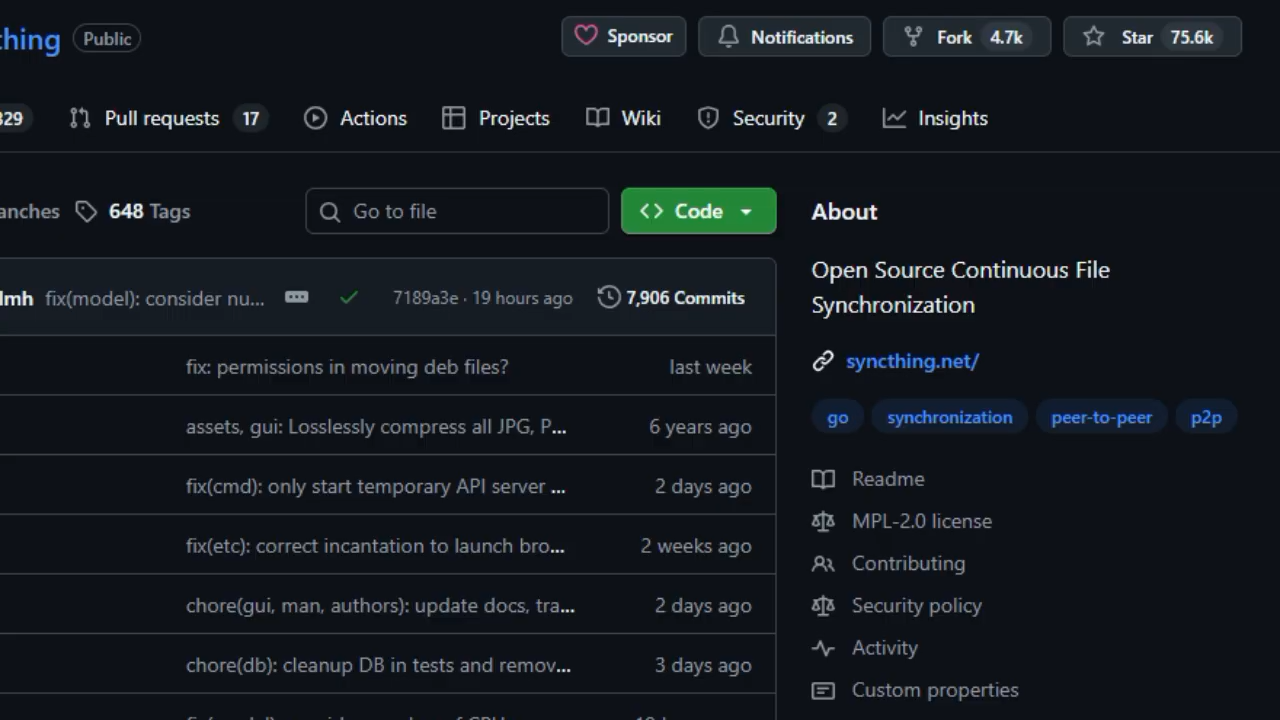 thing Public Sponsor Notifications Fork 4.7k Star 75.6k
329 Pull requests 17 Actions Projects Wiki Security 2 Insights
anches 648 Tags Go to file Code
About
Open Source Continuous File
Synchronization
lmh fix(model): consider nu... 7189a3e · 19 hours ago 7,906 Commits
fix: permissions in moving deb files? last week
syncthing.net/
assets, gui: Losslessly compress all JPG, P... 6 years ago
go synchronization peer-to-peer p2p
fix(cmd): only start temporary API server ... 2 days ago
Readme
MPL-2.0 license
fix(etc): correct incantation to launch bro... 2 weeks ago
Contributing
chore(gui, man, authors): update docs, tra... 2 days ago
Security policy
Activity
chore(db): cleanup DB in tests and remov... 3 days ago
Custom properties